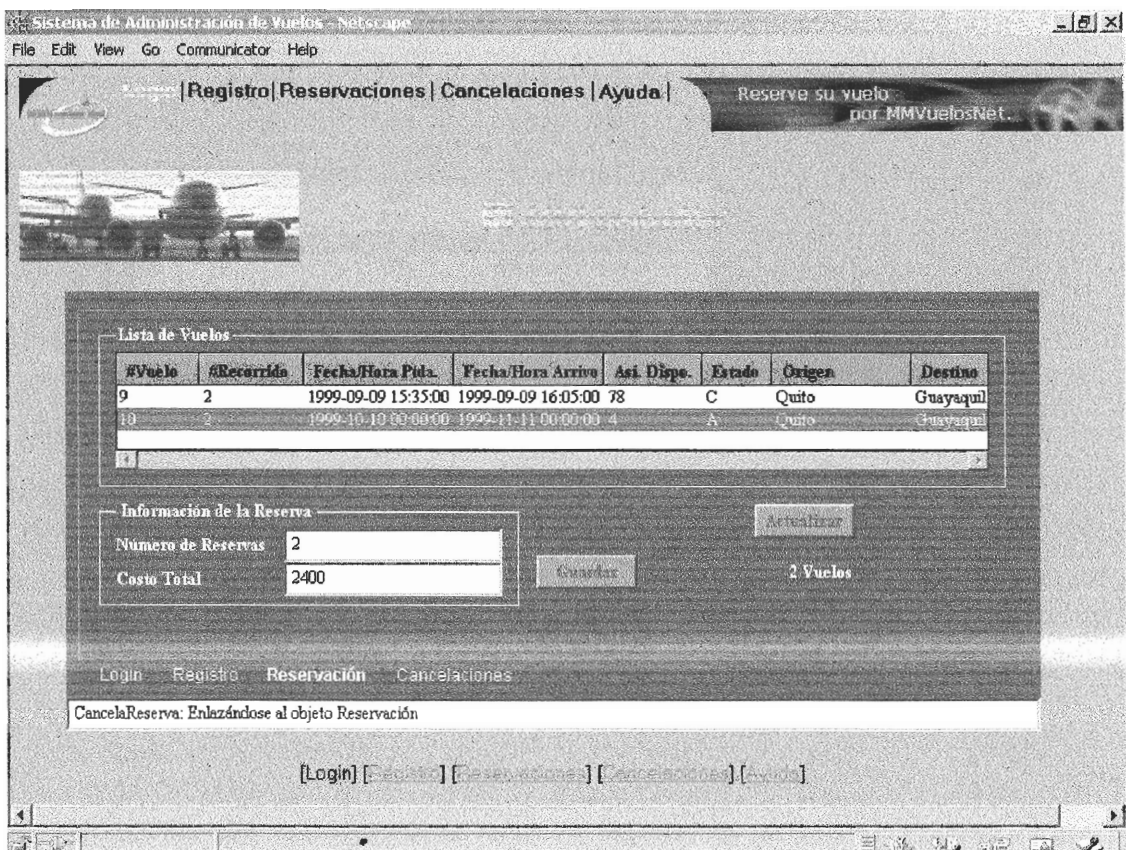 Sistema de Administración de Vuelos - Netscape
File Edit View Go Communicator Help
|Registro|Reservaciones|Cancelaciones|Ayuda|
Reserve su vuelo
por MMVuelosNet.
Lista de Vuelos
#Vuelo #Recorrido Fecha/Hora Ptda. Fecha/Hora Arrivo Asi. Dispo. Estado Origen Destino
9 2 1999-09-09 15:35:00 1999-09-09 16:05:00 78 C Quito Guayaquil
10 2 1999-10-10 00:00:00 1999-11-11 00:00:00 4 A Quito Guayaquil
Información de la Reserva
Actualizar
Número de Reservas 2
Guardar
2 Vuelos
Costo Total 2400
Login Registro Reservación Cancelaciones
CancelaReserva: Enlazándose al objeto Reservación
[Login] [Registro] [Reservaciones] [Cancelaciones] [Ayuda]